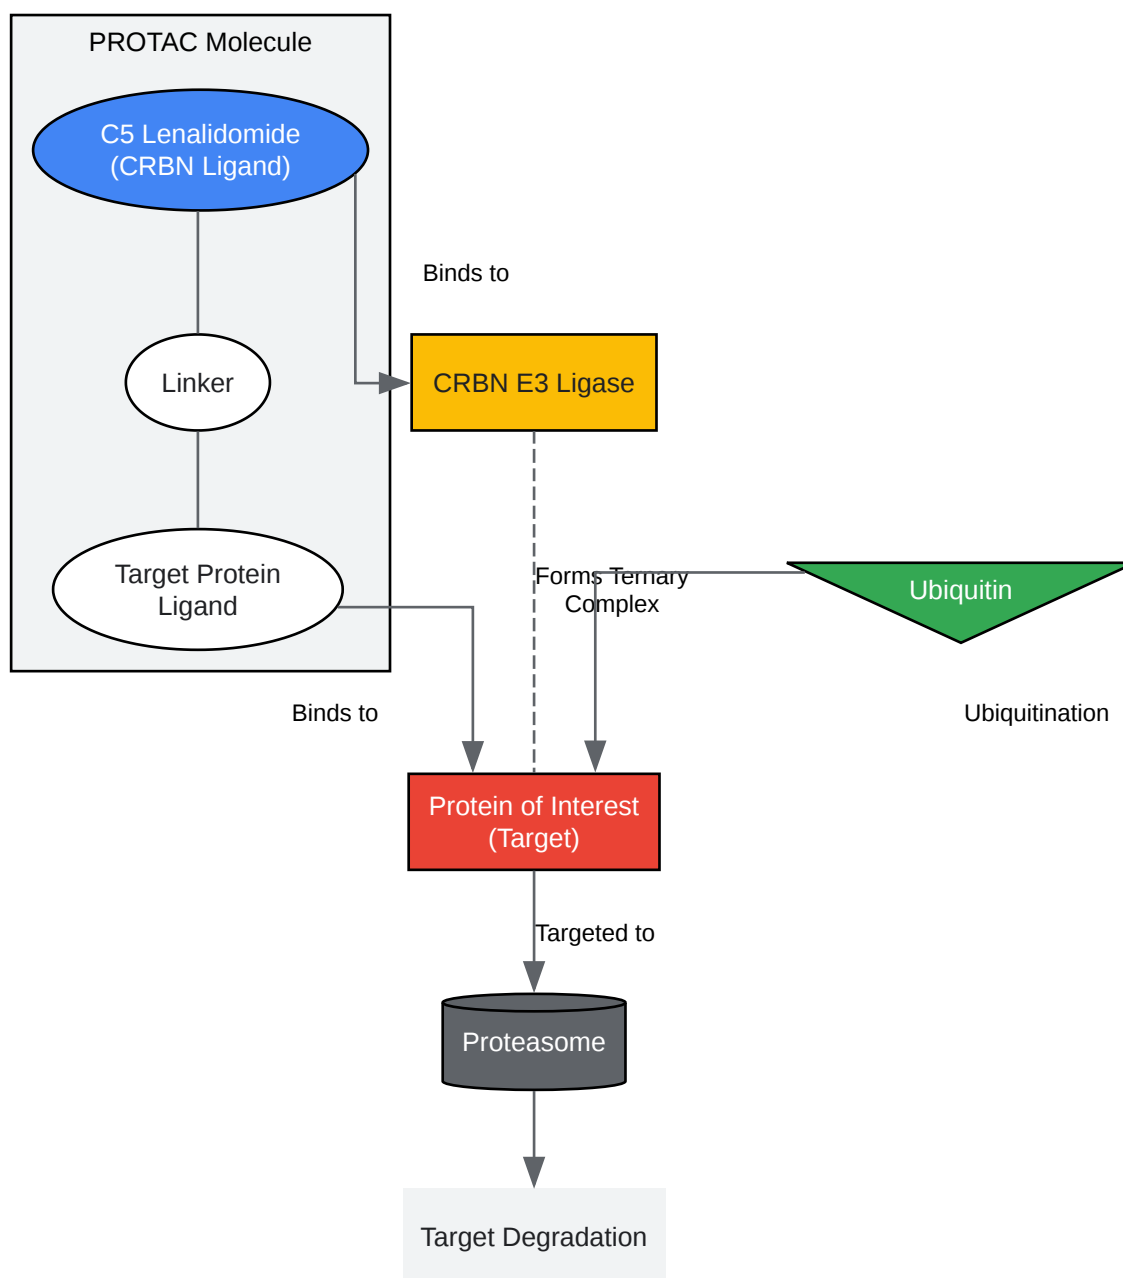 PROTAC Molecule
C5 Lenalidomide
(CRBN Ligand)
Binds to
Linker
CRBN E3 Ligase
Target Protein
Ligand
Forms Ternary
Complex
Ubiquitin
Binds to
Ubiquitination
Protein of Interest
(Target)
Targeted to
Proteasome
Target Degradation